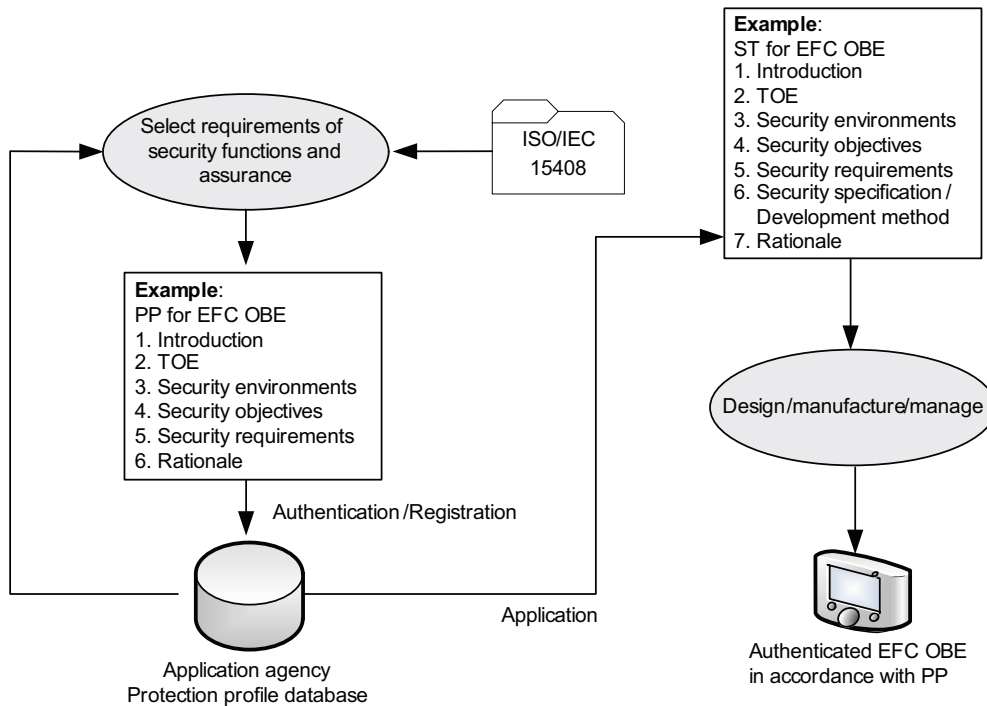 Select requirements of
security functions and
assurance
ISO/IEC
15408
Example:
PP for EFC OBE
1. Introduction
2. TOE
3. Security environments
4. Security objectives
5. Security requirements
6. Rationale
Authentication/Registration
Application agency
Protection profile database
Application
Example:
ST for EFC OBE
1. Introduction
2. TOE
3. Security environments
4. Security objectives
5. Security requirements
6. Security specification /
Development method
7. Rationale
Design/manufacture/manage
Authenticated EFC OBE
in accordance with PP